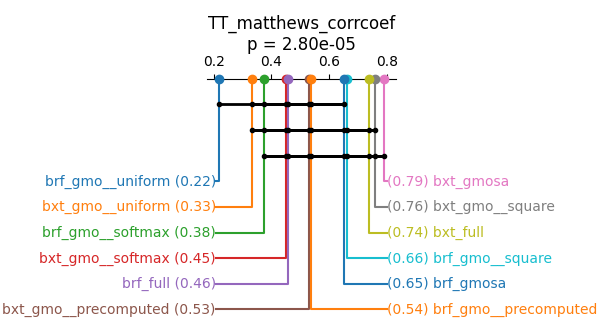 TT_matthews_corrcoef
p = 2.80e-05
0.2 0.4 0.6 0.8
brf_gmo__uniform (0.22)
bxt_gmo__uniform (0.33)
brf_gmo__softmax (0.38)
bxt_gmo__softmax (0.45)
brf_full (0.46)
bxt_gmo__precomputed (0.53)
(0.79) bxt_gmosa
(0.76) bxt_gmo__square
(0.74) bxt_full
(0.66) brf_gmo__square
(0.65) brf_gmosa
(0.54) brf_gmo__precomputed